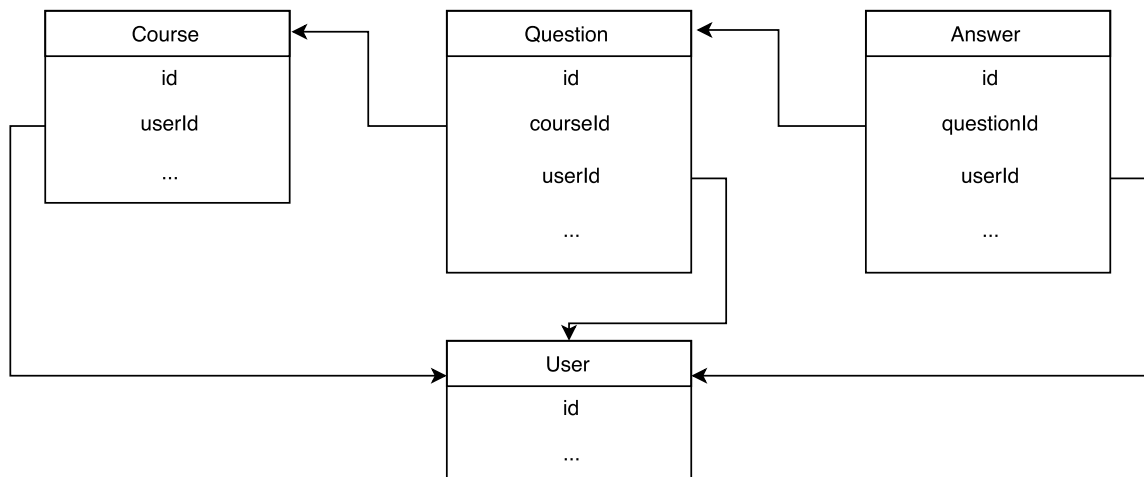 Course
id
userId
...
Question
id
courseId
userId
...
Answer
id
questionId
userId
...
User
id
...